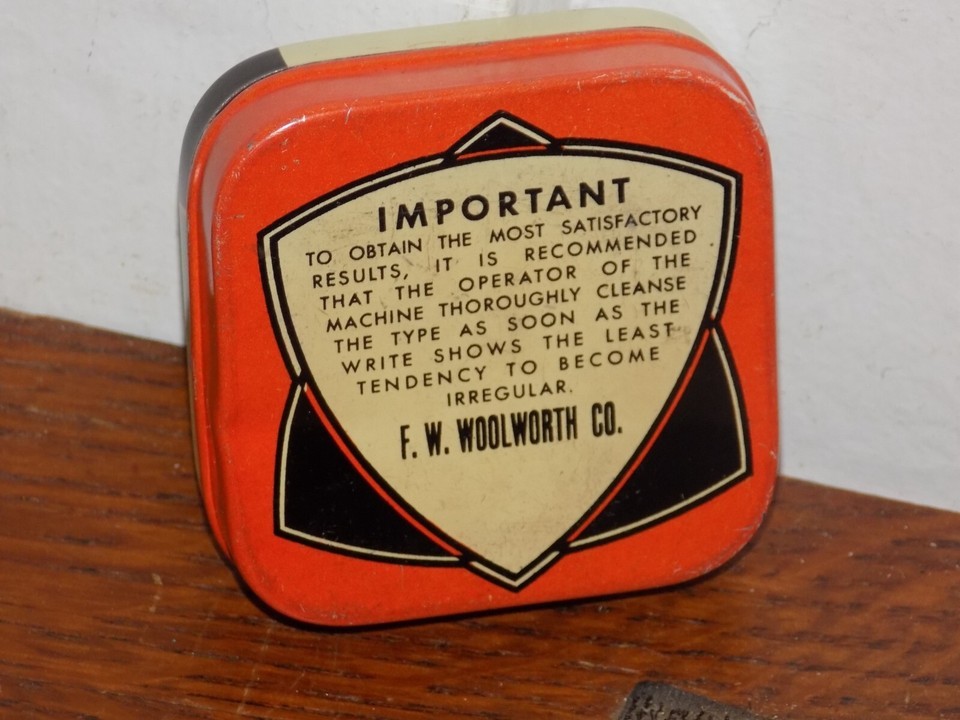 IMPORTANT
TO OBTAIN THE MOST SATISFACTORY
RESULTS, IT IS RECOMMENDED
THAT THE OPERATOR OF THE
MACHINE THOROUGHLY CLEANSE
THE TYPE AS SOON AS THE
WRITE SHOWS THE LEAST
TENDENCY TO BECOME
IRREGULAR.
F. W. WOOLWORTH CO.